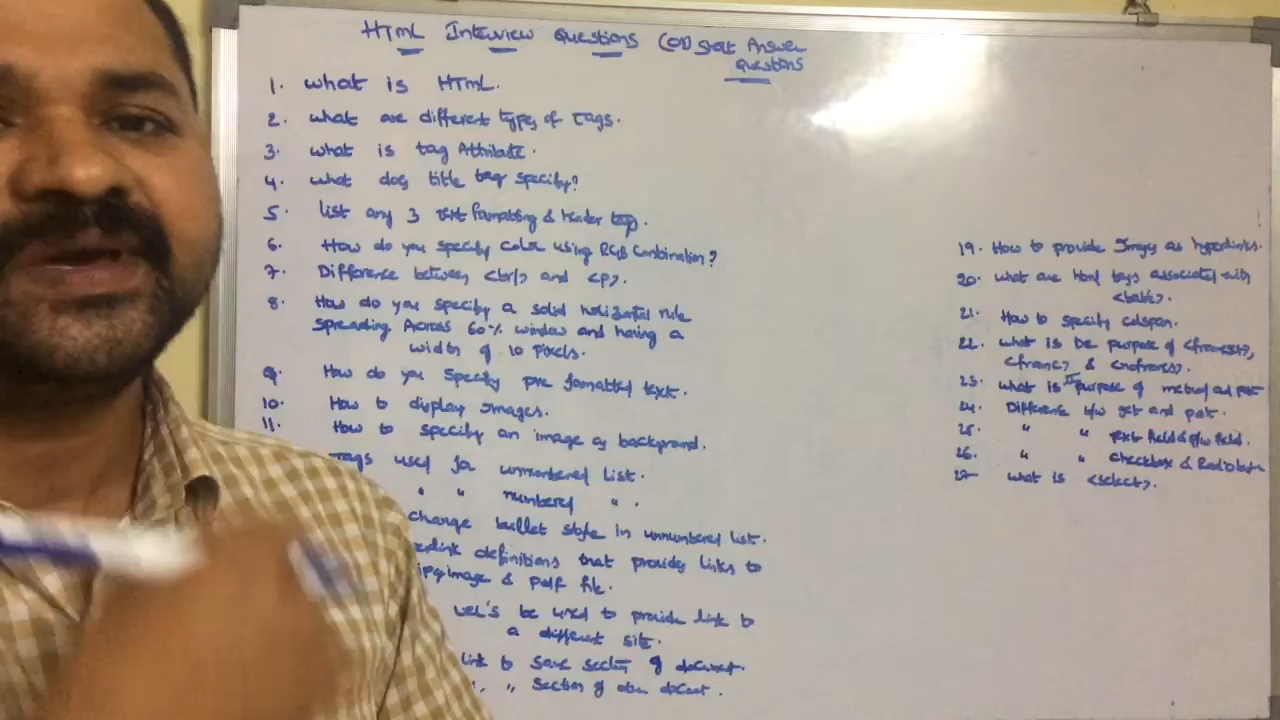 HTML Interview Questions (or) Short Answer
questions
1. what is HTML.
2. what are different types of Tags.
3. what is tag Attribute.
4. what does title tag specify?
5. List any 3 text formatting & header tags.
6. How do you specify color using RGB Combination?
7. Difference between <br/> and <p>.
8. How do you specify a solid horizontal rule
spreading Across 60% window and having a
width of 10 pixels.
9. How do you specify pre formatted text.
10. How to display Images.
11. How to specify an image as background.
Tags used for unnumbered List.
" " numbered " .
change bullet style in unnumbered list.
definitions that provides links to
image & pdf file.
URL's be used to provide link to
a different site.
link to same section of document.
" " section of document.
19. How to provide Images as hyperlinks.
20. what are html tags associated with
<table>.
21. How to specify colspan.
22. what is the purpose of <frameset>,
<frame> & <noframes>.
23. what is purpose of method
24. Difference b/w get and post.
25. " " text field & p/w field.
26. " " checkbox & Radio button
27 what is <select>.